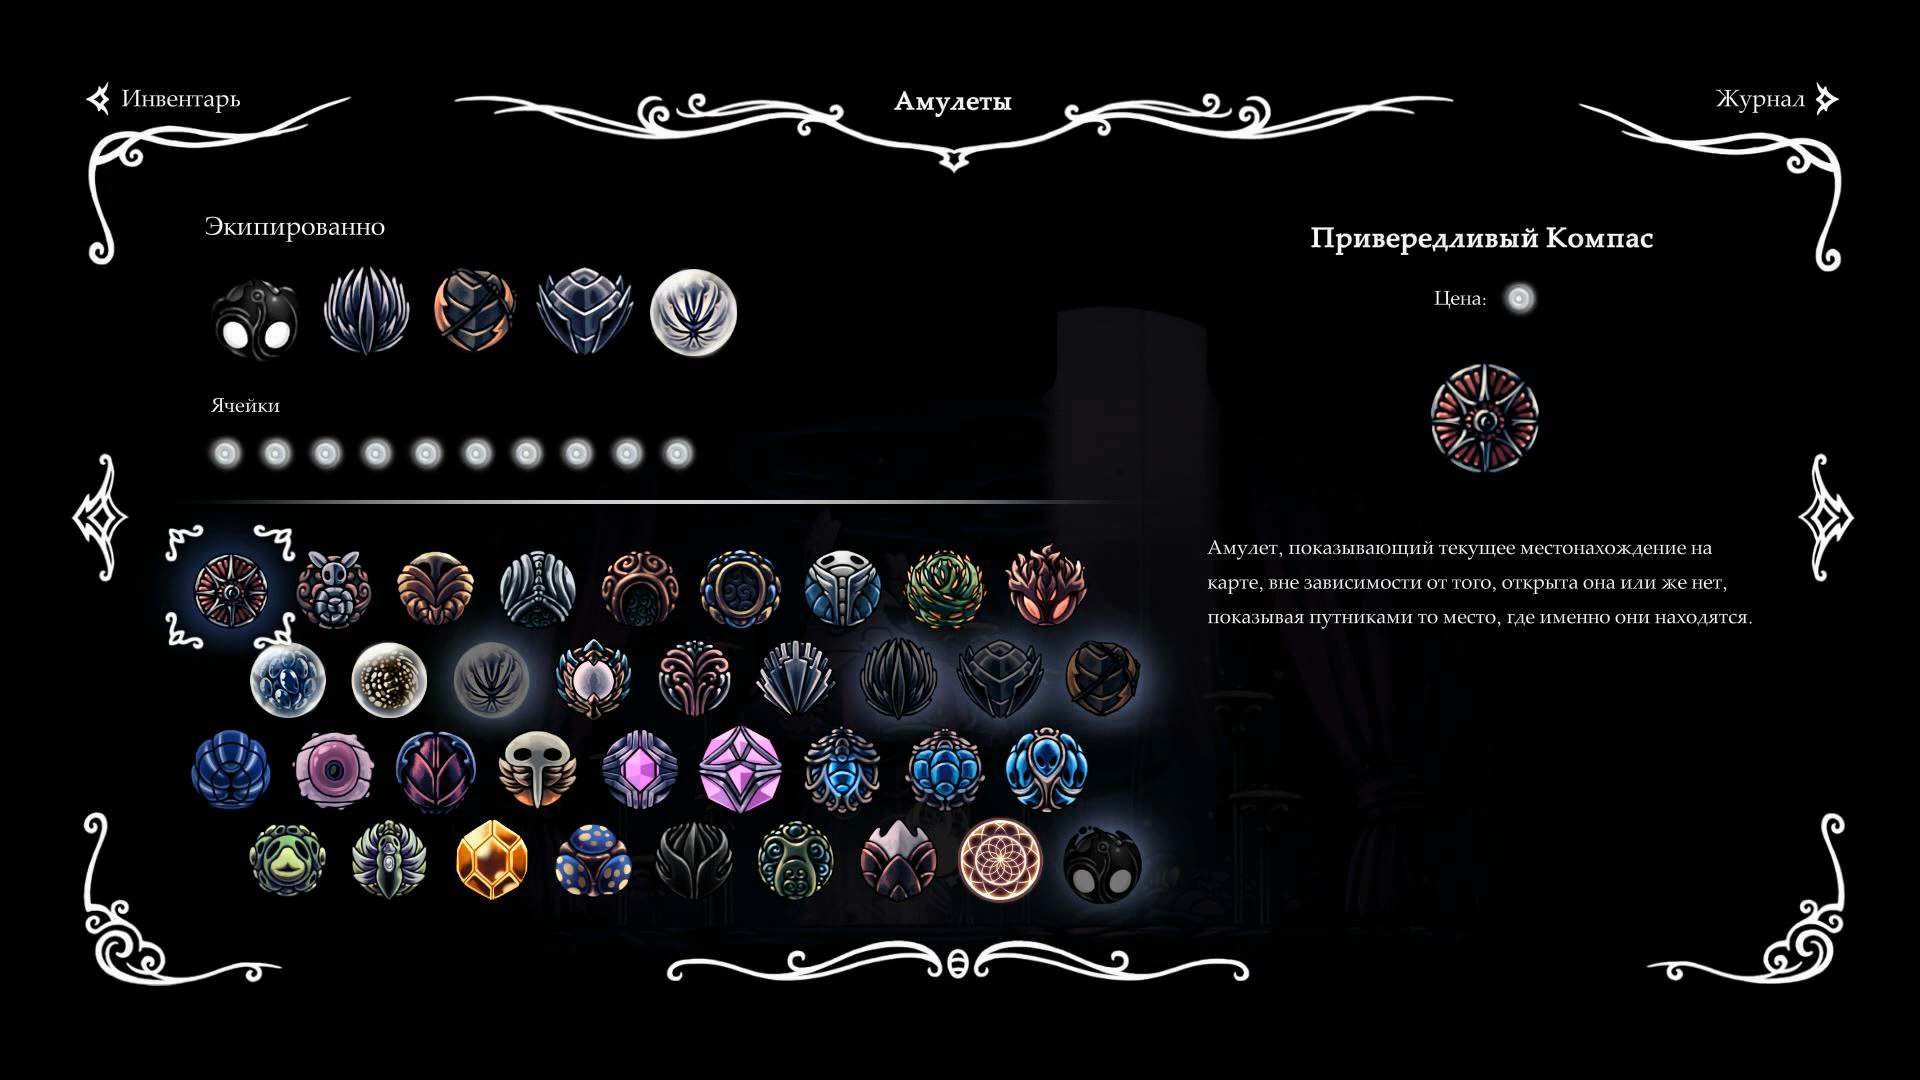 Инвентарь
Амулеты
Журнал
Экипированно
Привередливый Компас
Цена:
Ячейки
Амулет, показывающий текущее местонахождение на
карте, вне зависимости от того, открыта она или же нет,
показывая путниками то место, где именно они находятся.